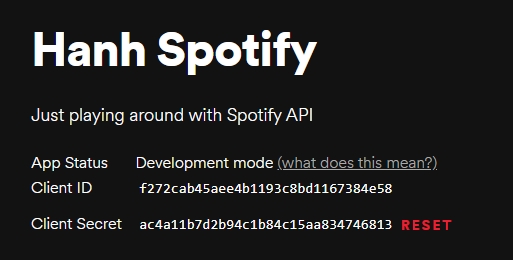 Hanh Spotify
Just playing around with Spotify API
App Status Development mode (what does this mean?)
Client ID f272cab45aee4b1193c8bd1167384e58
Client Secret ac4a11b7d2b94c1b84c15aa834746813 RESET